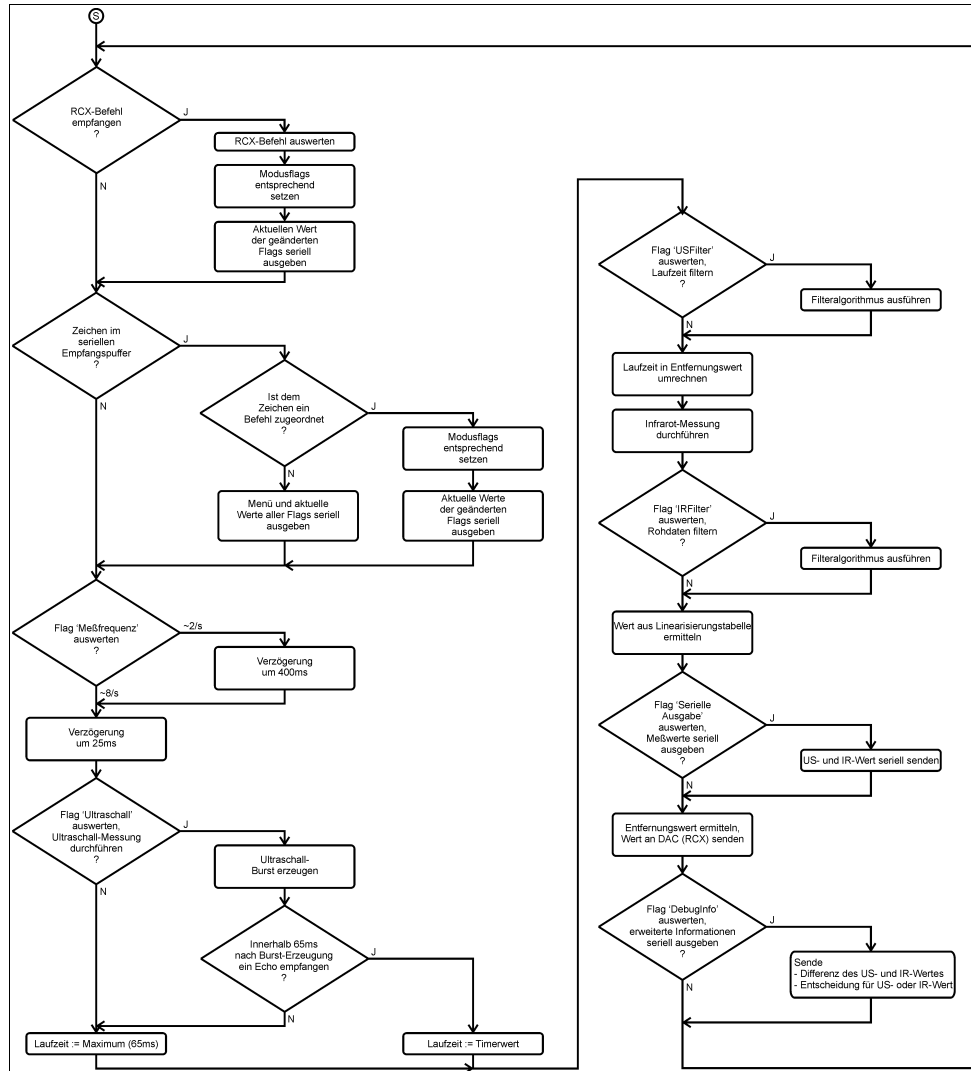 S
RCX-Befehl
empfangen
?
J
N
RCX-Befehl auswerten
Modusflags
entsprechend
setzen
Aktuellen Wert
der geänderten
Flags seriell
ausgeben
Zeichen im
seriellen
Empfangspuffer
?
J
N
Ist dem
Zeichen ein
Befehl zugeordnet
?
J
N
Modusflags
entsprechend
setzen
Menü und aktuelle
Werte aller Flags seriell
ausgeben
Aktuelle Werte
der geänderten
Flags seriell
ausgeben
Flag ‘Meßfrequenz’
auswerten
?
~2/s
~8/s
Verzögerung
um 400ms
Verzögerung
um 25ms
Flag ‘Ultraschall’
auswerten,
Ultraschall-Messung
durchführen
?
J
N
Ultraschall-
Burst erzeugen
Innerhalb 65ms
nach Burst-Erzeugung
ein Echo empfangen
?
J
N
Laufzeit := Maximum (65ms)
Laufzeit := Timerwert
Flag ‘USFilter’
auswerten,
Laufzeit filtern
?
J
N
Filteralgorithmus ausführen
Laufzeit in Entfernungswert
umrechnen
Infrarot-Messung
durchführen
Flag ‘IRFilter’
auswerten,
Rohdaten filtern
?
J
N
Filteralgorithmus ausführen
Wert aus Linearisierungstabelle
ermitteln
Flag ‘Serielle
Ausgabe’
auswerten,
Meßwerte seriell
ausgeben
?
J
N
US- und IR-Wert seriell senden
Entfernungswert ermitteln,
Wert an DAC (RCX) senden
Flag ‘DebugInfo’
auswerten,
erweiterte Informationen
seriell ausgeben
?
J
N
Sende
- Differenz des US- und IR-Wertes
- Entscheidung für US- oder IR-Wert